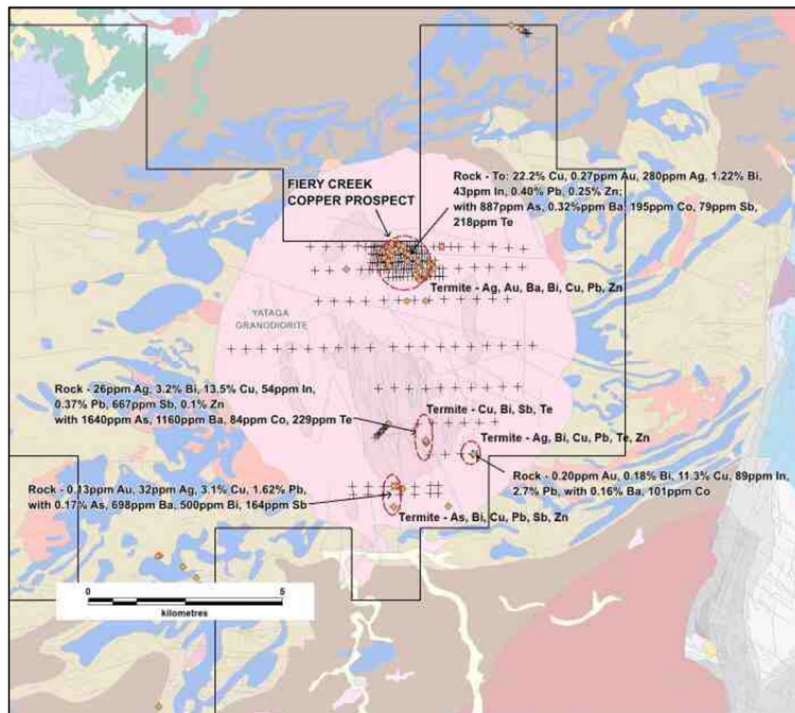 Rock - To: 22.2% Cu, 0.27ppm Au, 280ppm Ag, 1.22% Bi,
43ppm In, 0.40% Pb, 0.25% Zn;
with 887ppm As, 0.32%ppm Ba, 195ppm Co, 79ppm Sb,
218ppm Te
FIERY CREEK
COPPER PROSPECT
Termite - Ag, Au, Ba, Bi, Cu, Pb, Zn
YATAGA
GRANODIORITE
Rock - 26ppm Ag, 3.2% Bi, 13.5% Cu, 54ppm In,
0.37% Pb, 667ppm Sb, 0.1% Zn
with 1640ppm As, 1160ppm Ba, 84ppm Co, 229ppm Te
Termite - Cu, Bi, Sb, Te
Termite - Ag, Bi, Cu, Pb, Te, Zn
Rock - 0.20ppm Au, 0.18% Bi, 11.3% Cu, 89ppm In,
2.7% Pb, with 0.16% Ba, 101ppm Co
Rock - 0.13ppm Au, 32ppm Ag, 3.1% Cu, 1.62% Pb,
with 0.17% As, 698ppm Ba, 500ppm Bi, 164ppm Sb
Termite - As, Bi, Cu, Pb, Sb, Zn
0 5
kilometres